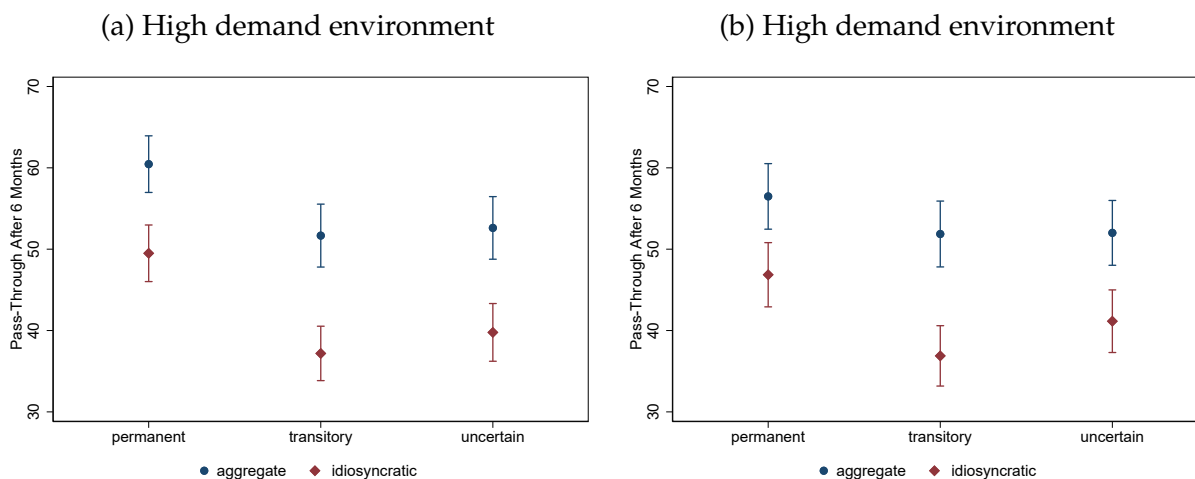 (a) High demand environment
(b) High demand environment
Pass-Through After 6 Months
70
60
50
40
30
permanent transitory uncertain
aggregate idiosyncratic
Pass-Through After 6 Months
70
60
50
40
30
permanent transitory uncertain
aggregate idiosyncratic